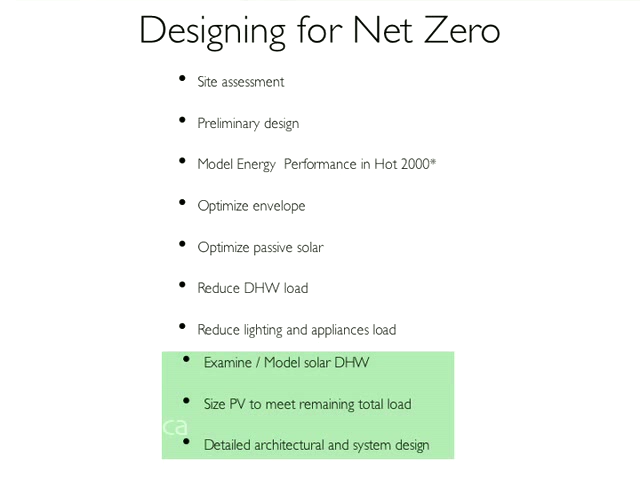 Designing for Net Zero
• Site assessment
• Preliminary design
• Model Energy  Performance in Hot 2000*
• Optimize envelope
• Optimize passive solar
• Reduce DHW load
• Reduce lighting and appliances load
• Examine / Model solar DHW
• Size PV to meet remaining total load
ca
• Detailed architectural and system design